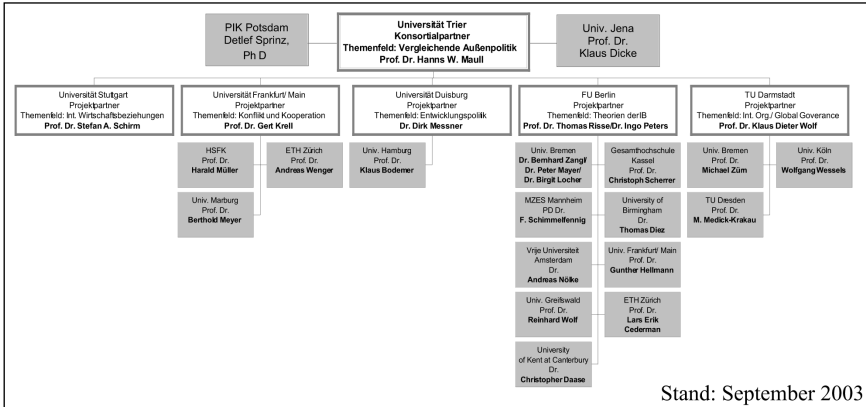 PIK Potsdam
Detlef Sprinz,
Ph D
Universität Trier
Konsortialpartner
Themenfeld: Vergleichende Außenpolitik
Prof. Dr. Hanns W. Maull
Univ. Jena
Prof. Dr.
Klaus Dicke
Universität Stuttgart
Projektpartner
Themenfeld: Int. Wirtschaftsbeziehungen
Prof. Dr. Stefan A. Schirm
Universität Frankfurt/ Main
Projektpartner
Themenfeld: Konflikt und Kooperation
Prof. Dr. Gert Krell
Universität Duisburg
Projektpartner
Themenfeld: Entwicklungspolitik
Dr. Dirk Messner
FU Berlin
Projektpartner
Themenfeld: Theorien derIB
Prof. Dr. Thomas Risse/Dr. Ingo Peters
TU Darmstadt
Projektpartner
Themenfeld: Int. Org./ Global Goverance
Prof. Dr. Klaus Dieter Wolf
HSFK
Prof. Dr.
Harald Müller
ETH Zürich
Prof. Dr.
Andreas Wenger
Univ. Marburg
Prof. Dr.
Berthold Meyer
Univ. Hamburg
Prof. Dr.
Klaus Bodemer
Univ. Bremen
Dr. Bernhard Zangl/
Dr. Peter Mayer/
Dr. Birgit Locher
Gesamthochschule
Kassel
Prof. Dr.
Christoph Scherrer
MZES Mannheim
PD Dr.
F. Schimmelfennig
University of
Birmingham
Dr.
Thomas Diez
Vrije Universiteit
Amsterdam
Dr.
Andreas Nölke
Univ. Frankfurt/ Main
Prof. Dr.
Gunther Hellmann
Univ. Greifswald
Prof. Dr.
Reinhard Wolf
ETH Zürich
Prof. Dr.
Lars Erik
Cederman
University
of Kent at Canterbury
Dr.
Christopher Daase
Univ. Bremen
Prof. Dr.
Michael Zürn
Univ. Köln
Prof. Dr.
Wolfgang Wessels
TU Dresden
Prof. Dr.
M. Medick-Krakau
Stand: September 2003